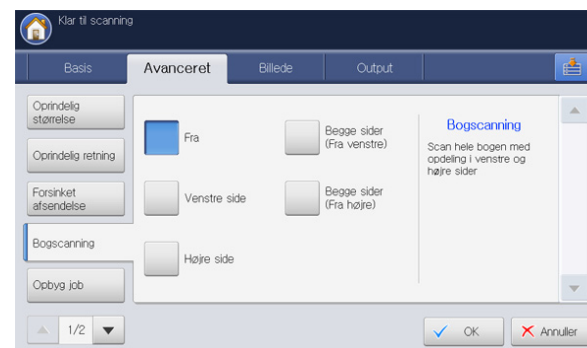 Klar til scanning
Basis
Avanceret
Billede
Output
Oprindelig
størrelse
Oprindelig retning
Forsinket
afsendelse
Bogscanning
Opbyg job
1/2
Fra
Begge sider
(Fra venstre)
Venstre side
Begge sider
(Fra højre)
Højre side
Bogscanning
Scan hele bogen med
opdeling i venstre og
højre sider
OK
Annuller